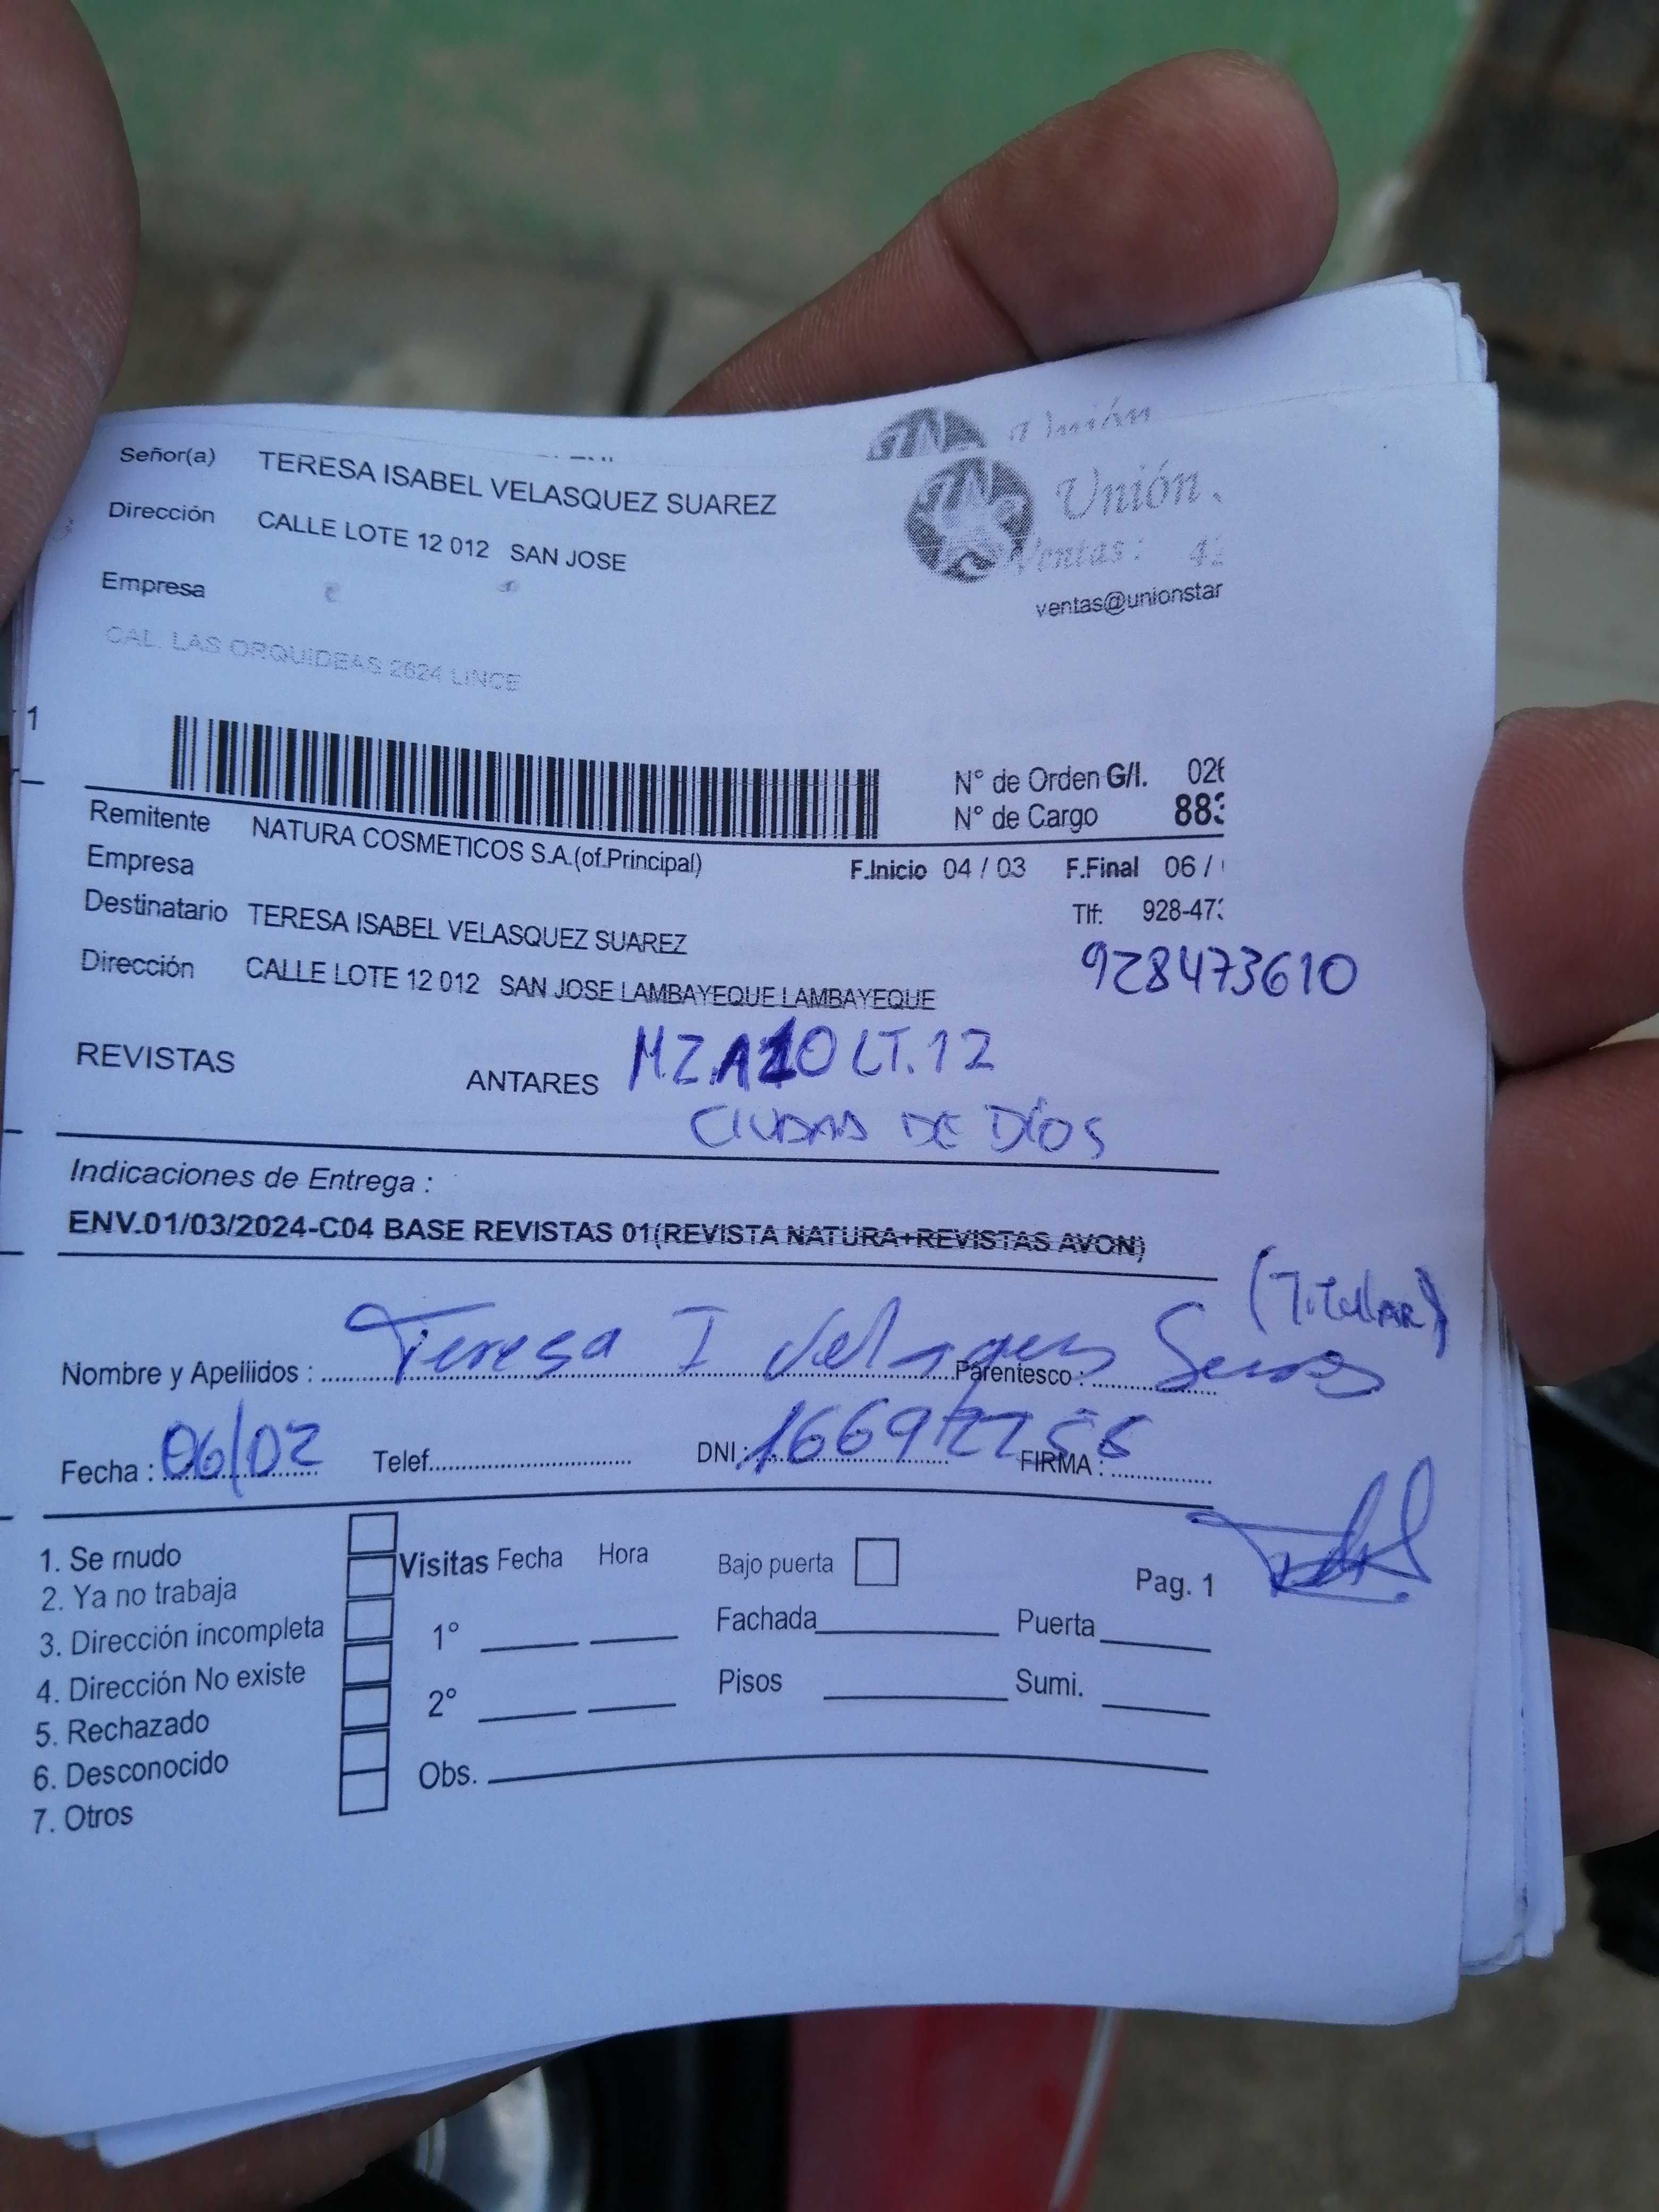 Unión
Señor(a) TERESA ISABEL VELASQUEZ SUAREZ
Unión.
Dirección CALLE LOTE 12 012 SAN JOSE
Ventas: 42
Empresa
ventas@unionstar
CAL. LAS ORQUIDEAS 2624 LINCE
1
N° de Orden G/I. 026
N° de Cargo 883
Remitente NATURA COSMETICOS S.A.(of.Principal)
Empresa F.Inicio 04 / 03 F.Final 06 /
Destinatario TERESA ISABEL VELASQUEZ SUAREZ Tlf: 928-473
928473610
Dirección CALLE LOTE 12 012 SAN JOSE LAMBAYEQUE LAMBAYEQUE
REVISTAS ANTARES MZ.A10 LT.12
CIUDAD DE DÍOS
Indicaciones de Entrega :
ENV.01/03/2024-C04 BASE REVISTAS 01(REVISTA NATURA+REVISTAS AVON)
(TitulAR)
Nombre y Apellidos : Teresa I Parentesco :
Fecha : 06/02 Telef. DNI : FIRMA :
1. Se rnudo
2. Ya no trabaja
3. Dirección incompleta
4. Dirección No existe
5. Rechazado
6. Desconocido
7. Otros
Visitas Fecha Hora Bajo puerta Pag. 1
1° Fachada Puerta
2° Pisos Sumi.
Obs.